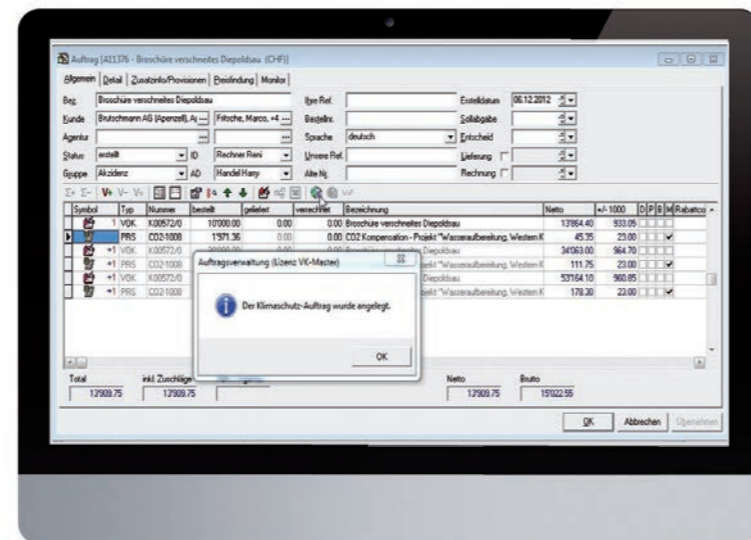 Auftrag [A11376 - Broschüre verschneites Diepoldsau (CHF)]
Allgemein Detail Zusatzinfo/Provisionen Preisfindung Monitor
Bez. Broschüre verschneites Diepoldsau Ihre Ref. Erstelldatum 06.12.2012
Kunde Brutschmann AG (Apenzell), Aj Fritsche, Marco, +4 Bestellnr. Sollabgabe
Agentur Sprache deutsch Entscheid
Status erstellt ID Rechner Reni Unsere Ref. Lieferung
Gruppe Akzidenz AD Handel Hany Alte Nr. Rechnung
Symbol Typ Nummer bestellt geliefert verrechnet Bezeichnung Netto +/- 1000 D P B M Rabattco
1 VOK K00572/0 10'000.00 0.00 0.00 Broschüre verschneites Diepoldsau 13'864.40 933.05
PRS CO2-1008 1'971.36 0.00 0.00 CO2 Kompensation - Projekt "Wasseraufbereitung, Western K 45.35 23.00
+1 VOK K00572/0 Diepoldsau 34'063.00 964.70
+1 PRS CO2-1008 "Wasseraufbereitung, Western K 111.75 23.00
+1 VOK K00572/0 Diepoldsau 53'164.10 960.85
+1 PRS CO2-1008 "Wasseraufbereitung, Western K 178.30 23.00
Auftragsverwaltung (Lizenz VK-Master)
Der Klimaschutz-Auftrag wurde angelegt.
OK
Total inkl. Zuschläge Netto Brutto
13'909.75 13'909.75 13'909.75 15'022.55
OK Abbrechen Übernehmen